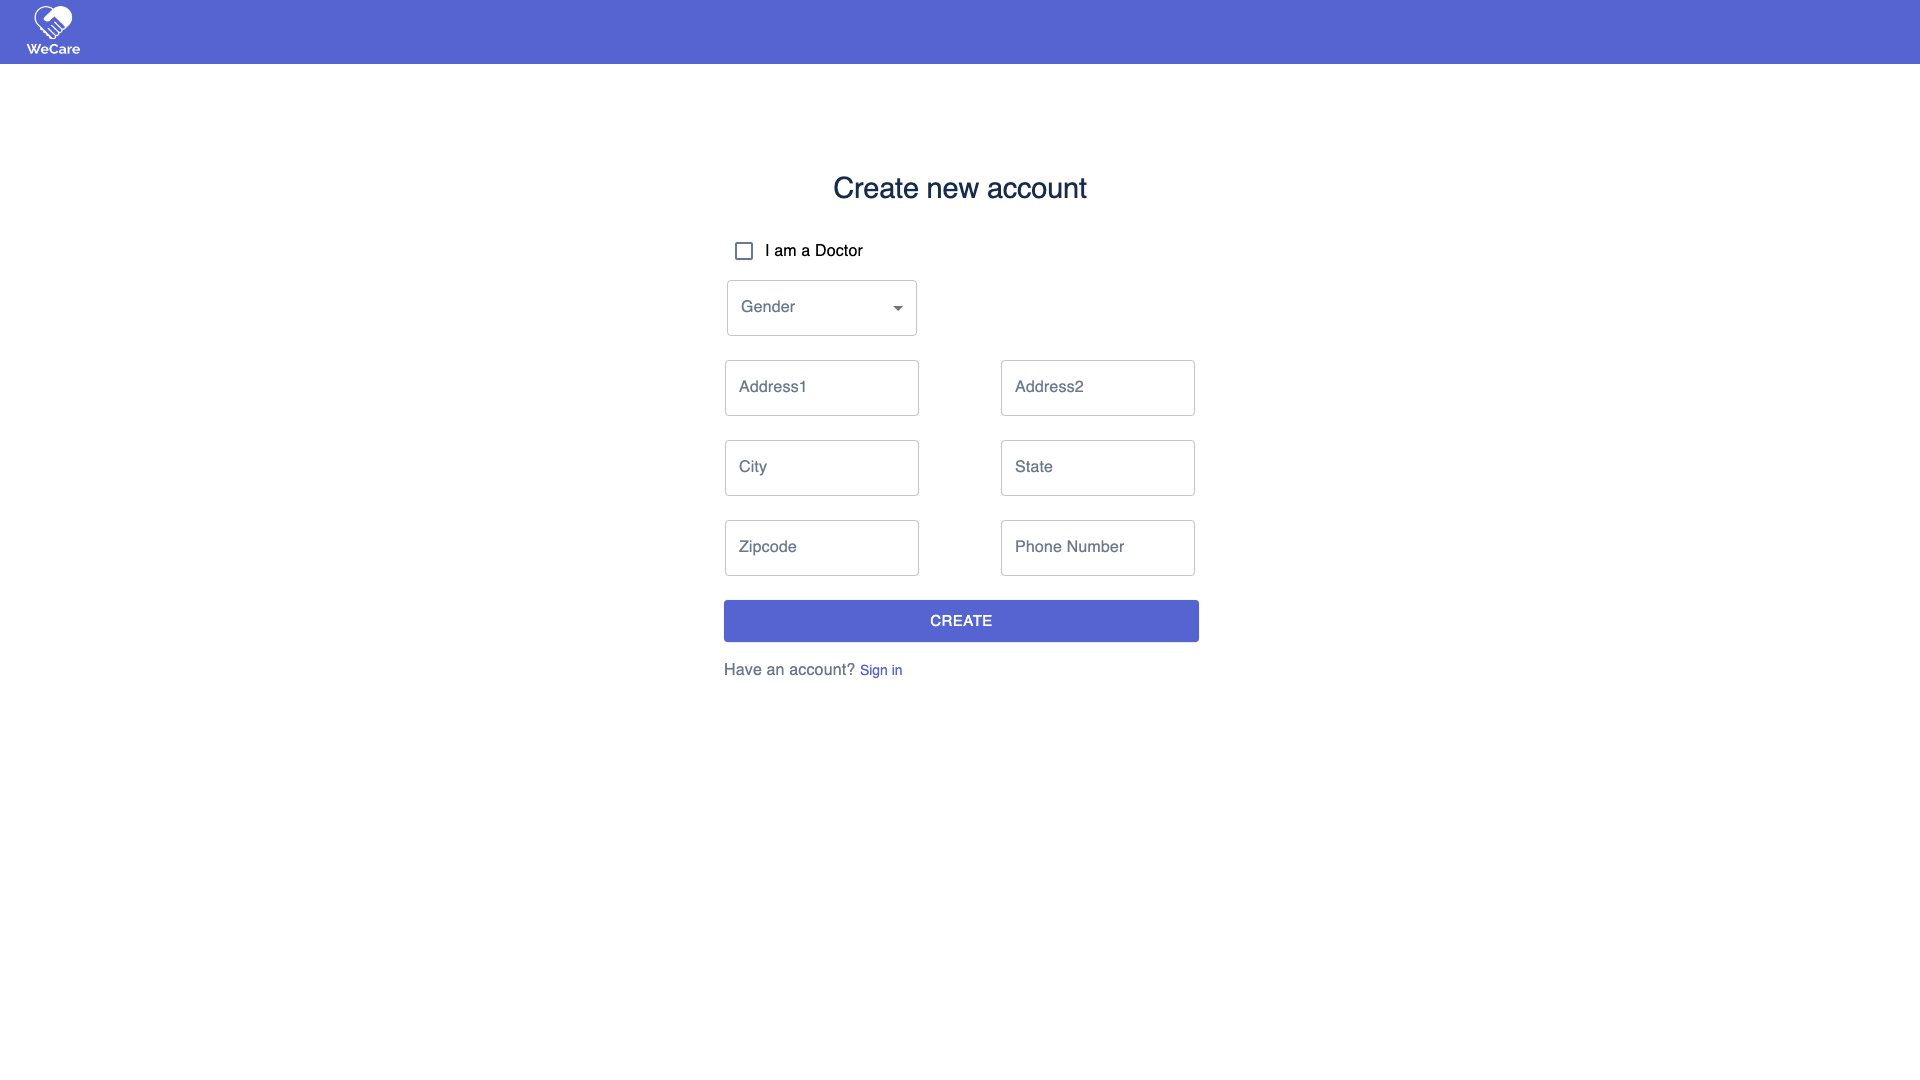 WeCare
Create new account
I am a Doctor
Gender
Address1
Address2
City
State
Zipcode
Phone Number
CREATE
Have an account? Sign in